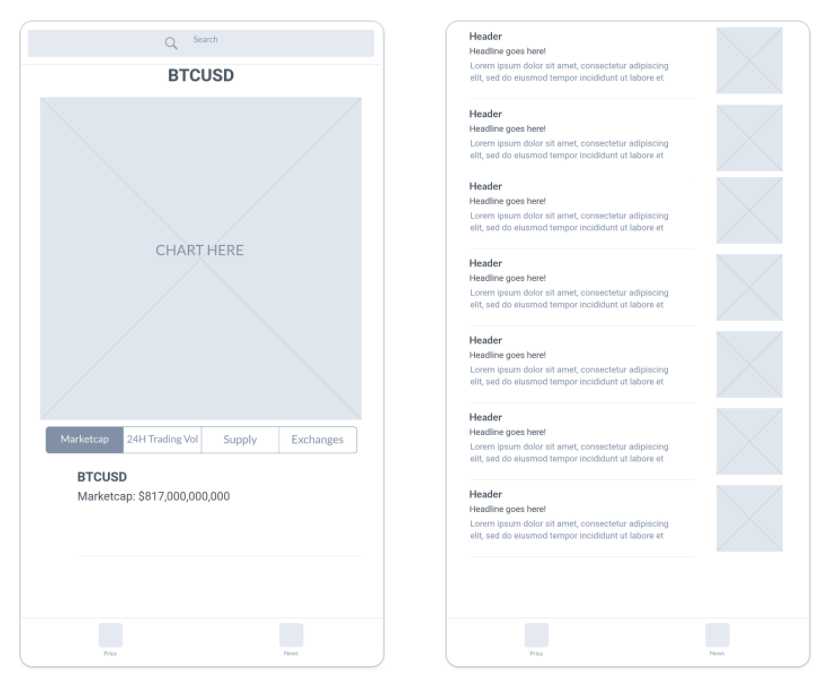 Search
BTCUSD
CHART HERE
Marketcap
24H Trading Vol
Supply
Exchanges
BTCUSD
Marketcap: $817,000,000,000
Price
News
Header
Headline goes here!
Lorem ipsum dolor sit amet, consectetur adipiscing
elit, sed do eiusmod tempor incididunt ut labore et
Header
Headline goes here!
Lorem ipsum dolor sit amet, consectetur adipiscing
elit, sed do eiusmod tempor incididunt ut labore et
Header
Headline goes here!
Lorem ipsum dolor sit amet, consectetur adipiscing
elit, sed do eiusmod tempor incididunt ut labore et
Header
Headline goes here!
Lorem ipsum dolor sit amet, consectetur adipiscing
elit, sed do eiusmod tempor incididunt ut labore et
Header
Headline goes here!
Lorem ipsum dolor sit amet, consectetur adipiscing
elit, sed do eiusmod tempor incididunt ut labore et
Header
Headline goes here!
Lorem ipsum dolor sit amet, consectetur adipiscing
elit, sed do eiusmod tempor incididunt ut labore et
Header
Headline goes here!
Lorem ipsum dolor sit amet, consectetur adipiscing
elit, sed do eiusmod tempor incididunt ut labore et
Price
News